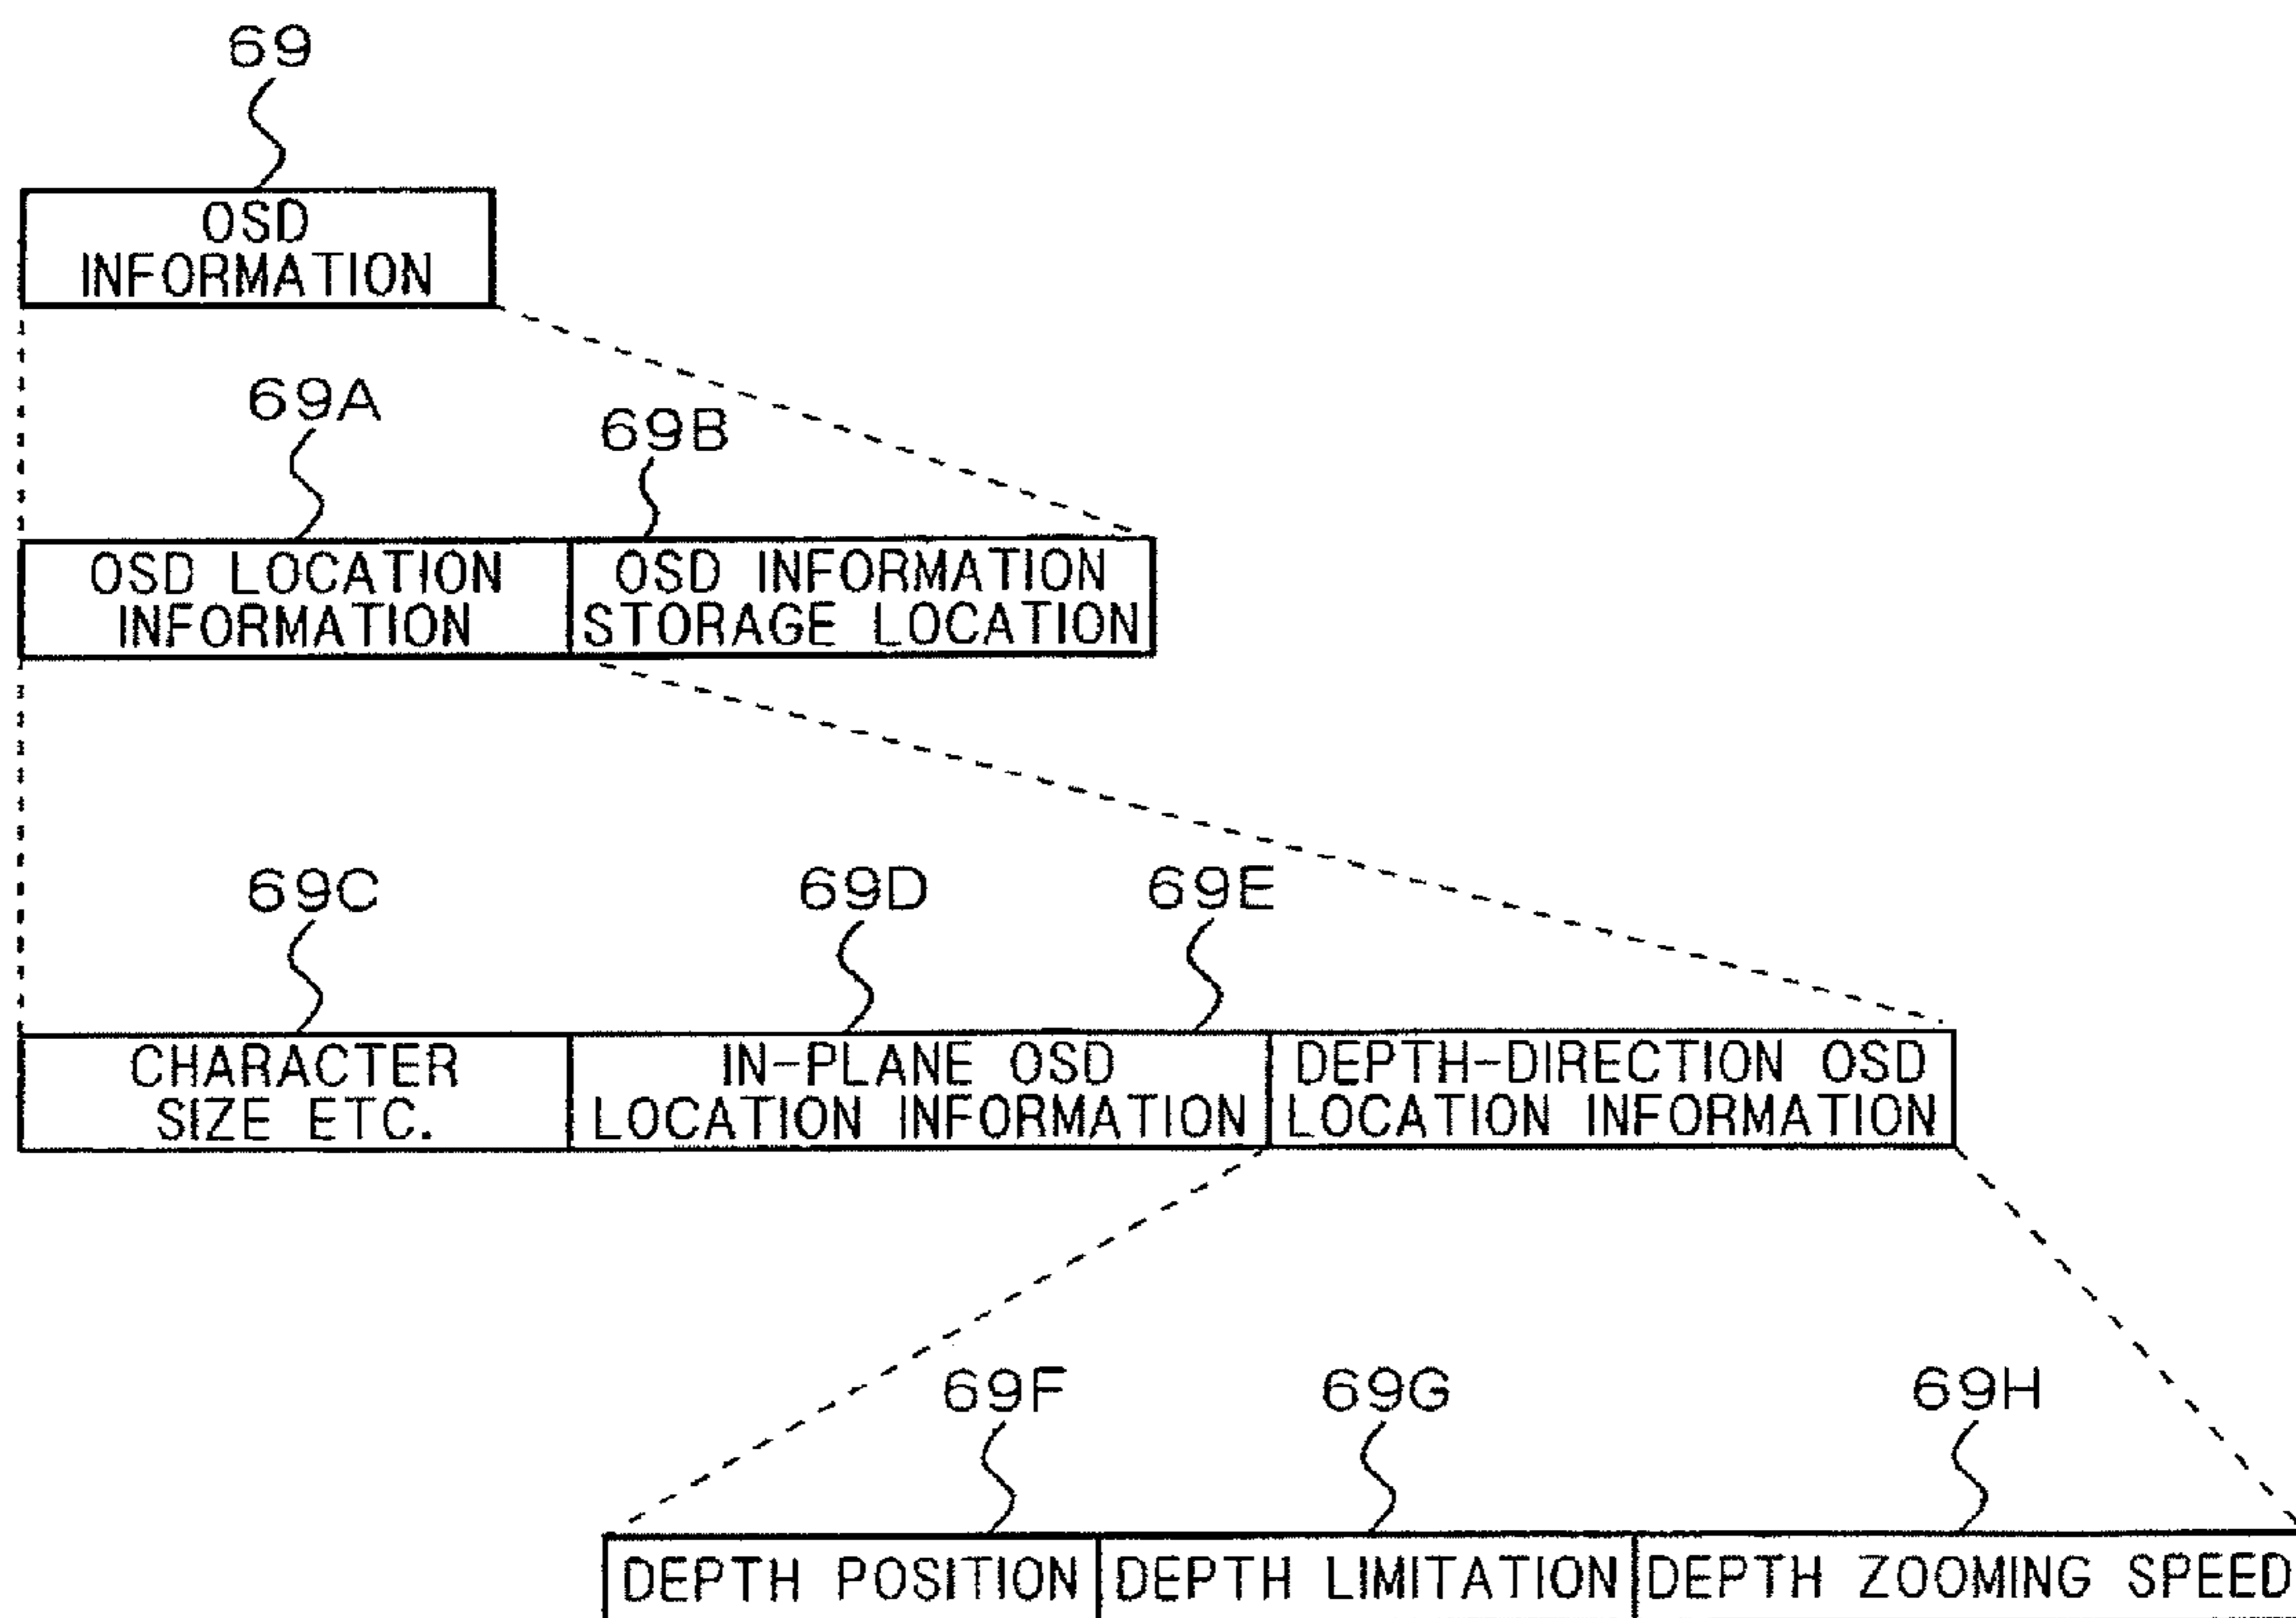 69
OSD
INFORMATION
69A
69B
OSD LOCATION
INFORMATION
OSD INFORMATION
STORAGE LOCATION
69C
69D
69E
CHARACTER
SIZE ETC.
IN-PLANE OSD
LOCATION INFORMATION
DEPTH-DIRECTION OSD
LOCATION INFORMATION
69F
69G
69H
DEPTH POSITION
DEPTH LIMITATION
DEPTH ZOOMING SPEED